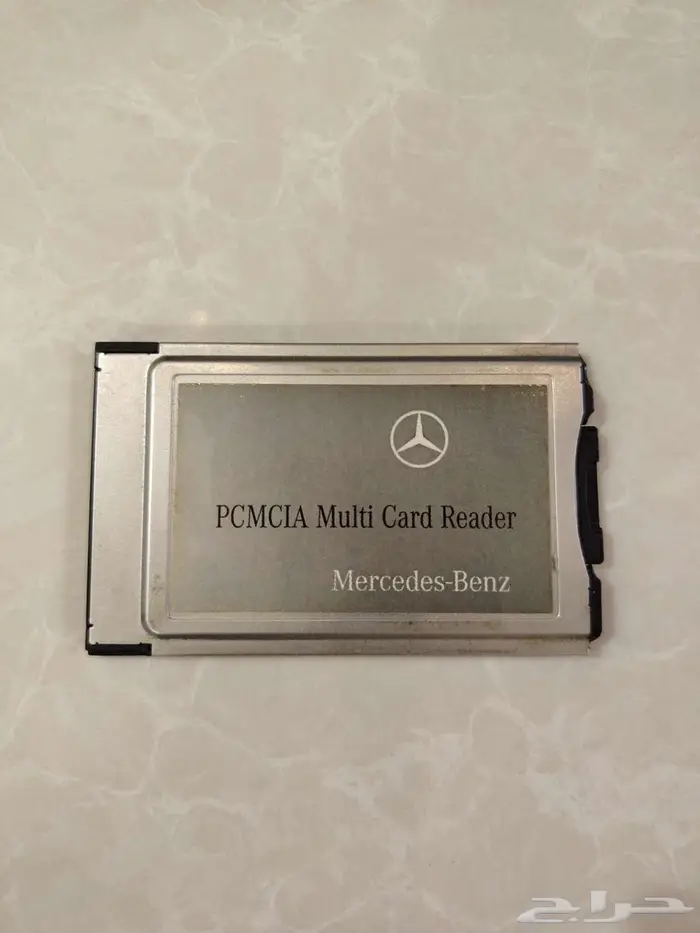 PCMCIA Multi Card Reader
Mercedes-Benz
حراج